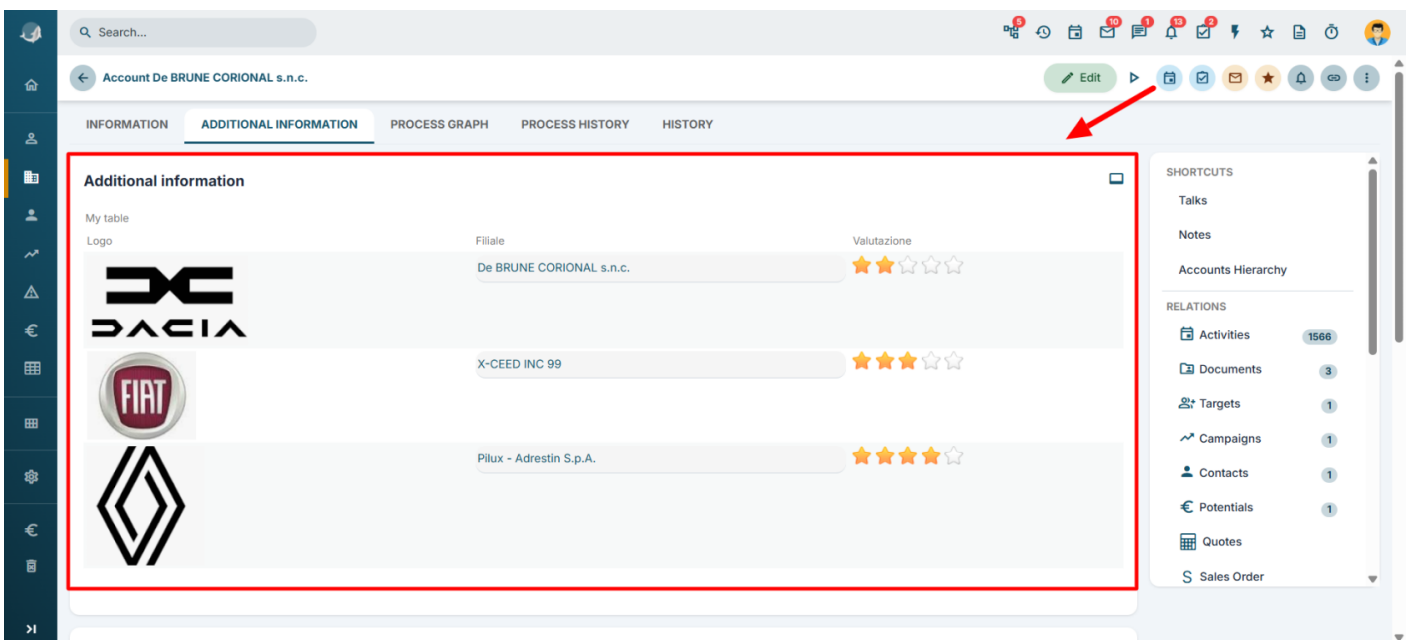 Search...
5
10
1
13
2
Account De BRUNE CORIONAL s.n.c.
Edit
INFORMATION ADDITIONAL INFORMATION PROCESS GRAPH PROCESS HISTORY HISTORY
Additional information
My table
Logo Filiale Valutazione
DACIA
De BRUNE CORIONAL s.n.c.
FIAT
X-CEED INC 99
Pilux - Adrestin S.p.A.
SHORTCUTS
Talks
Notes
Accounts Hierarchy
RELATIONS
Activities 1566
Documents 3
Targets 1
Campaigns 1
Contacts 1
€ Potentials 1
Quotes
S Sales Order